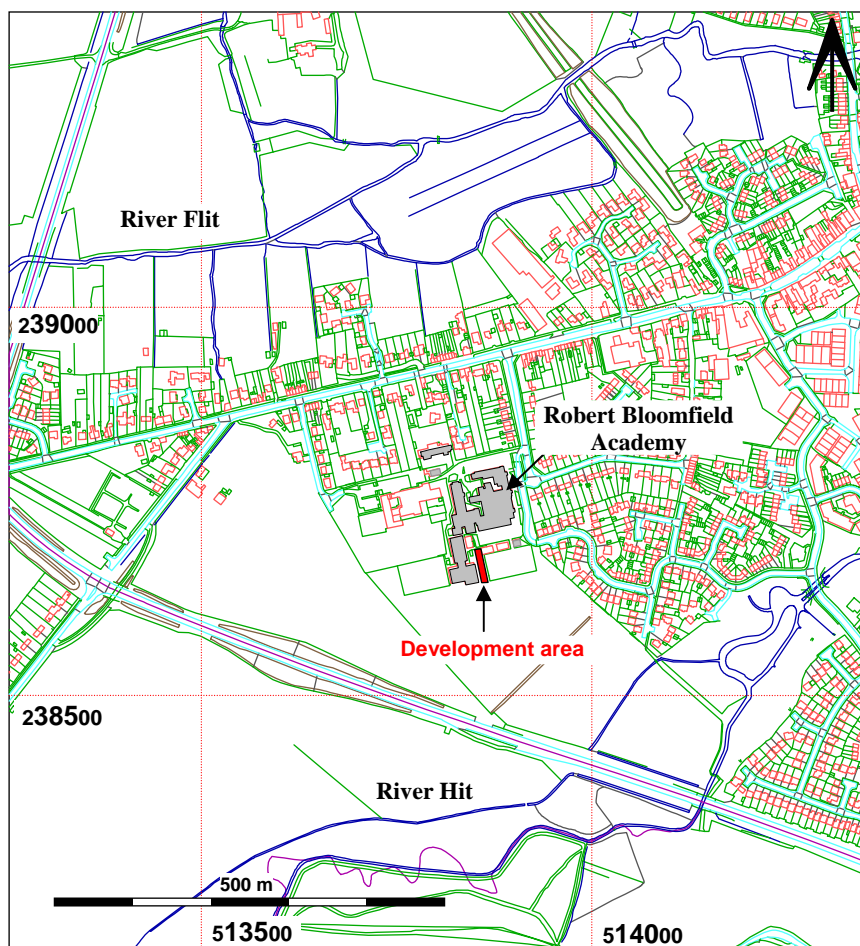 River Flit
239000
Robert Bloomfield
Academy
Development area
238500
River Hit
500 m
513500
514000